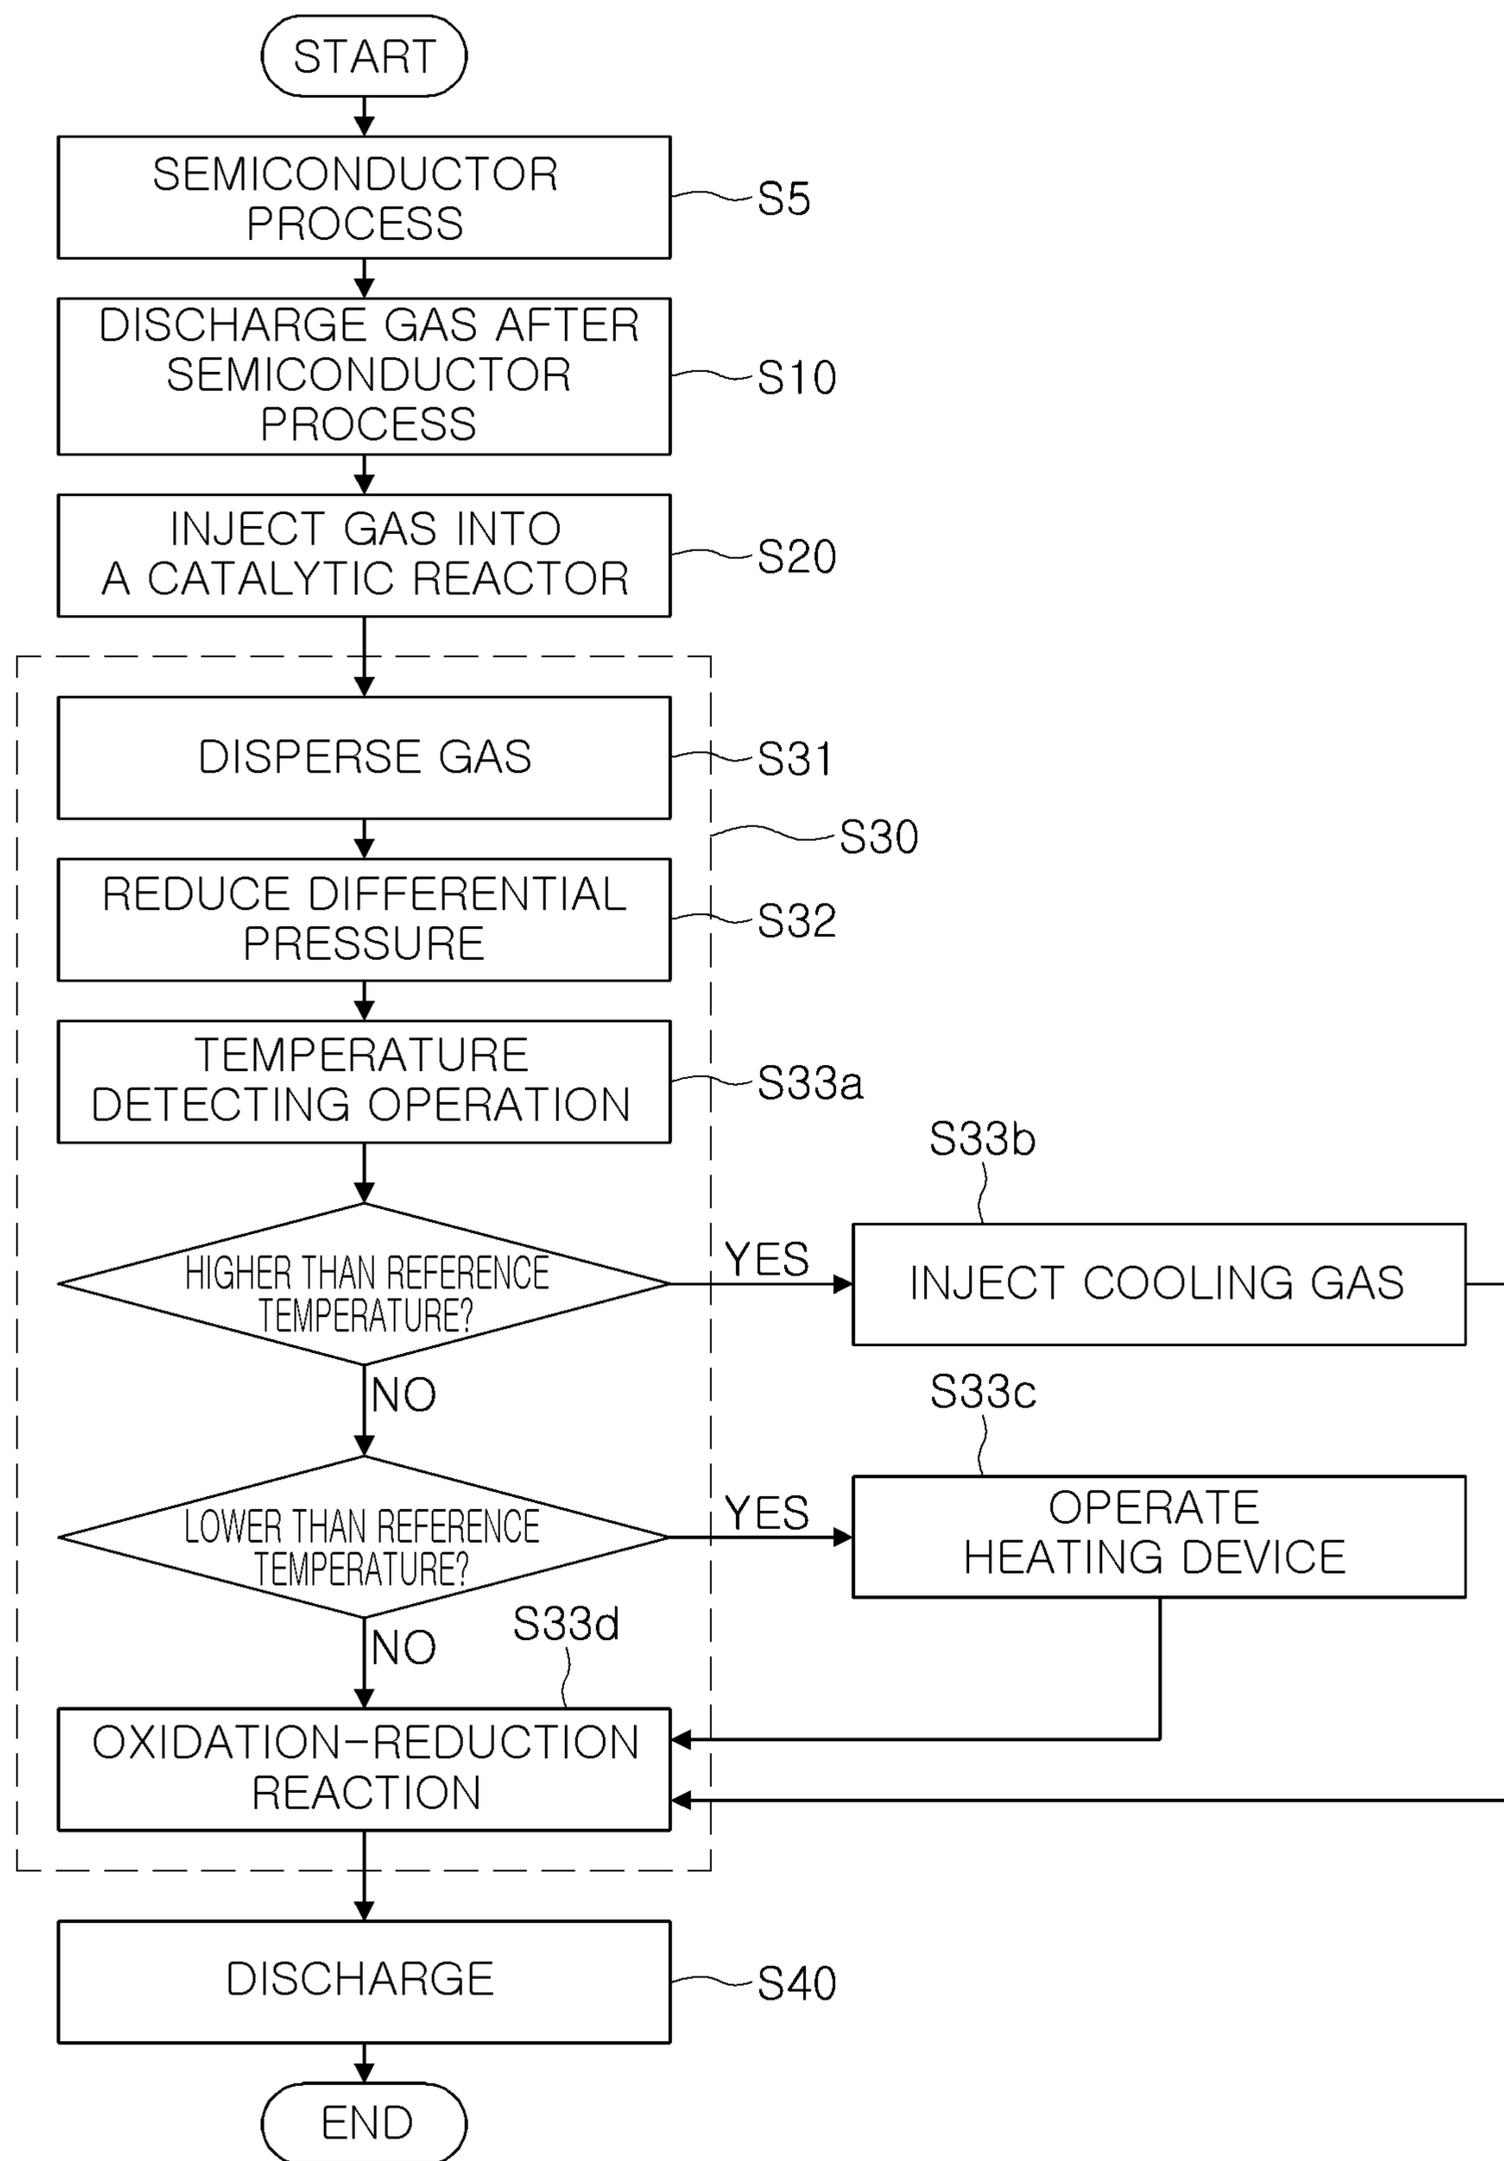 START
SEMICONDUCTOR
PROCESS
S5
DISCHARGE GAS AFTER
SEMICONDUCTOR
PROCESS
S10
INJECT GAS INTO
A CATALYTIC REACTOR
S20
DISPERSE GAS
S31
S30
REDUCE DIFFERENTIAL
PRESSURE
S32
TEMPERATURE
DETECTING OPERATION
S33a
HIGHER THAN REFERENCE
TEMPERATURE?
YES
S33b
INJECT COOLING GAS
NO
LOWER THAN REFERENCE
TEMPERATURE?
YES
S33c
OPERATE
HEATING DEVICE
NO
S33d
OXIDATION-REDUCTION
REACTION
DISCHARGE
S40
END